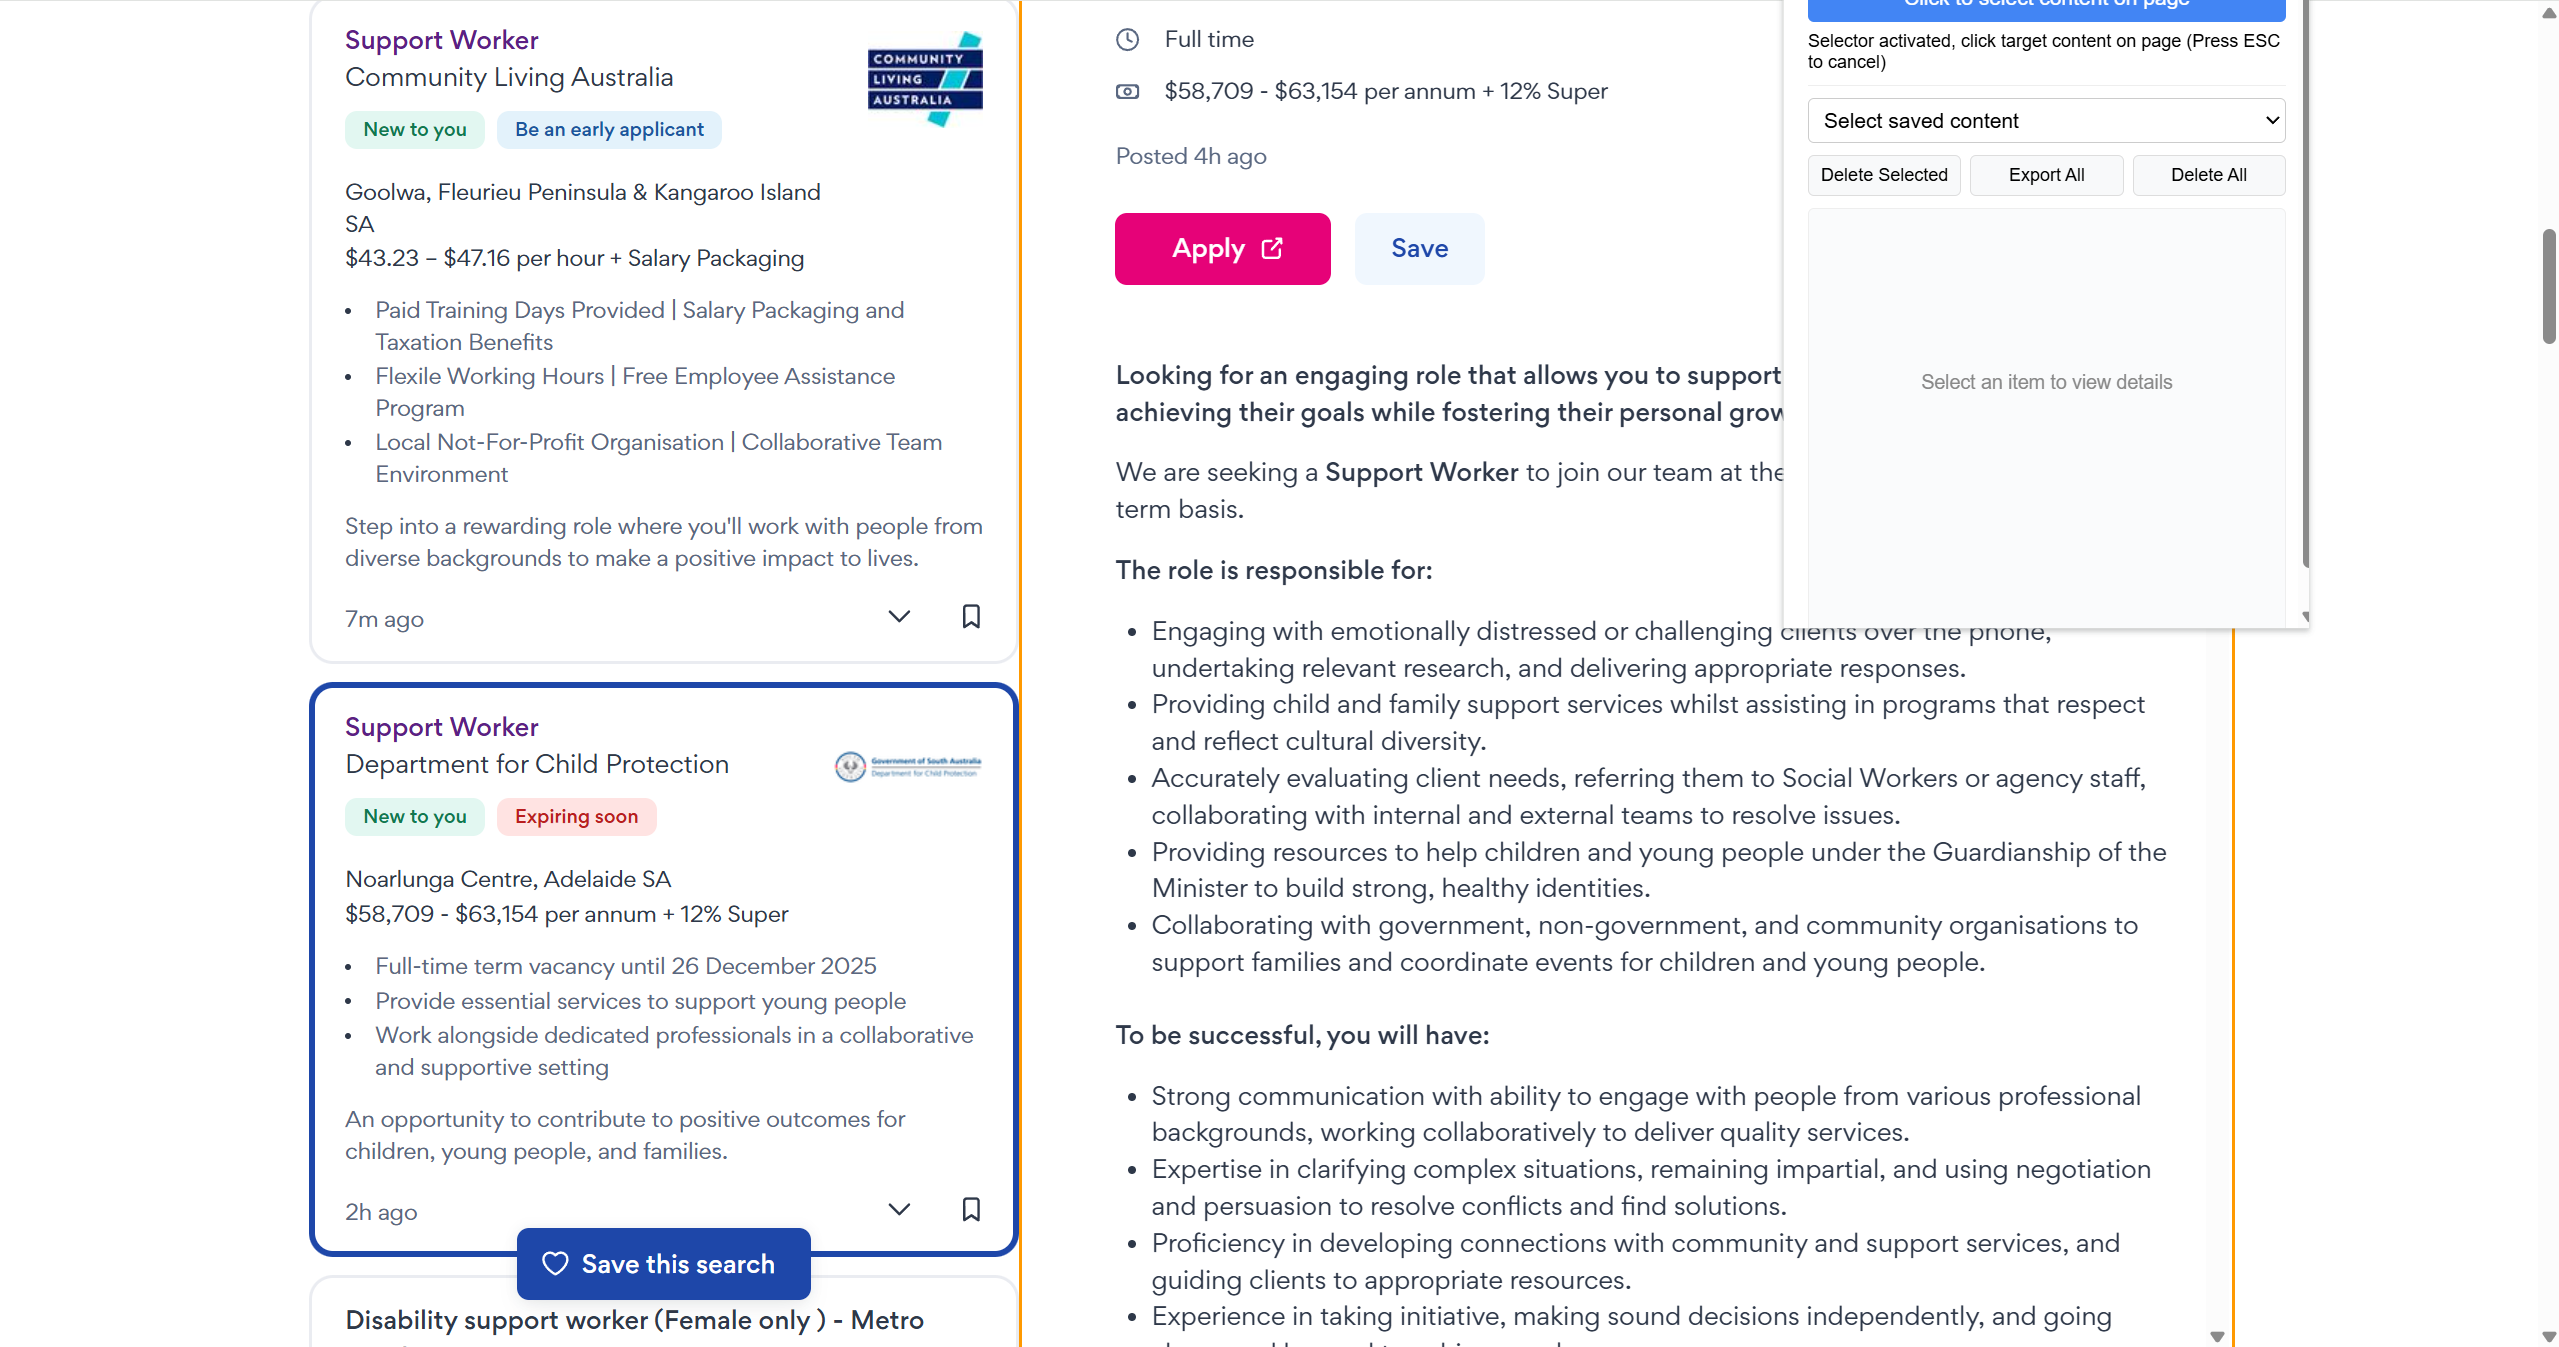 Support Worker
Community Living Australia
COMMUNITY
LIVING
AUSTRALIA
New to you
Be an early applicant
Goolwa, Fleurieu Peninsula & Kangaroo Island
SA
$43.23 – $47.16 per hour + Salary Packaging
• Paid Training Days Provided | Salary Packaging and
Taxation Benefits
• Flexile Working Hours | Free Employee Assistance
Program
• Local Not-For-Profit Organisation | Collaborative Team
Environment
Step into a rewarding role where you'll work with people from
diverse backgrounds to make a positive impact to lives.
7m ago
Support Worker
Department for Child Protection
Government of South Australia
Department for Child Protection
New to you
Expiring soon
Noarlunga Centre, Adelaide SA
$58,709 - $63,154 per annum + 12% Super
• Full-time term vacancy until 26 December 2025
• Provide essential services to support young people
• Work alongside dedicated professionals in a collaborative
and supportive setting
An opportunity to contribute to positive outcomes for
children, young people, and families.
2h ago
Save this search
Disability support worker (Female only ) - Metro
Full time
$58,709 - $63,154 per annum + 12% Super
Posted 4h ago
Apply
Save
Looking for an engaging role that allows you to support
achieving their goals while fostering their personal grow
We are seeking a Support Worker to join our team at the
term basis.
The role is responsible for:
• Engaging with emotionally distressed or challenging clients over the phone,
undertaking relevant research, and delivering appropriate responses.
• Providing child and family support services whilst assisting in programs that respect
and reflect cultural diversity.
• Accurately evaluating client needs, referring them to Social Workers or agency staff,
collaborating with internal and external teams to resolve issues.
• Providing resources to help children and young people under the Guardianship of the
Minister to build strong, healthy identities.
• Collaborating with government, non-government, and community organisations to
support families and coordinate events for children and young people.
To be successful, you will have:
• Strong communication with ability to engage with people from various professional
backgrounds, working collaboratively to deliver quality services.
• Expertise in clarifying complex situations, remaining impartial, and using negotiation
and persuasion to resolve conflicts and find solutions.
• Proficiency in developing connections with community and support services, and
guiding clients to appropriate resources.
• Experience in taking initiative, making sound decisions independently, and going
Click to select content on page
Selector activated, click target content on page (Press ESC
to cancel)
Select saved content
Delete Selected
Export All
Delete All
Select an item to view details